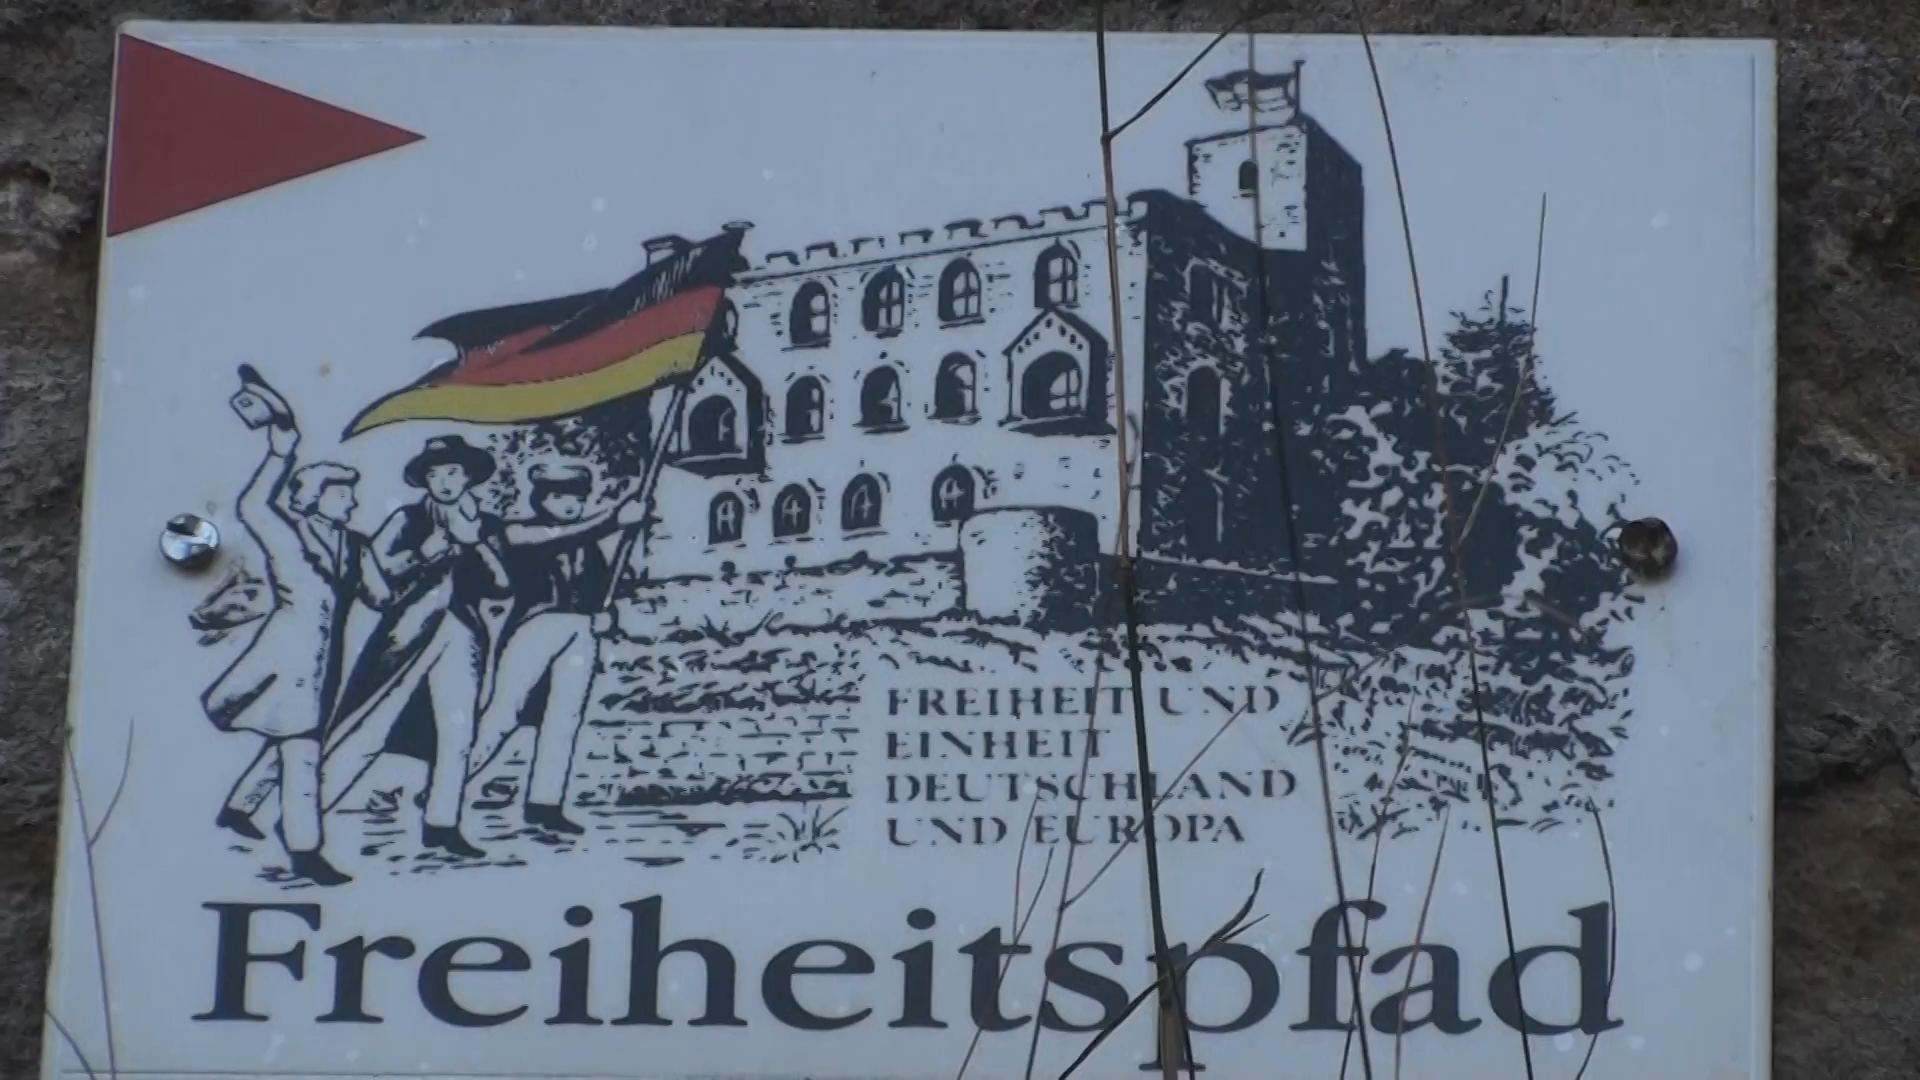 FREIHEIT UND
EINHEIT
DEUTSCHLAND
UND EUROPA
Freiheitspfad